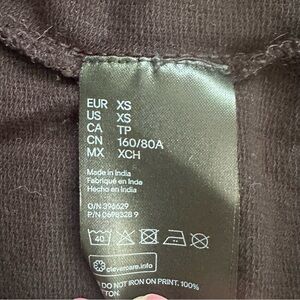 EUR XS
US XS
CA TP
CN 160/80A
MX XCH
Made in India
Fabriqué en Inde
Hecho en India
O/N 396629
P/N 0698328 9
40
clevercare.info
DO NOT IRON ON PRINT. 100%
TON.